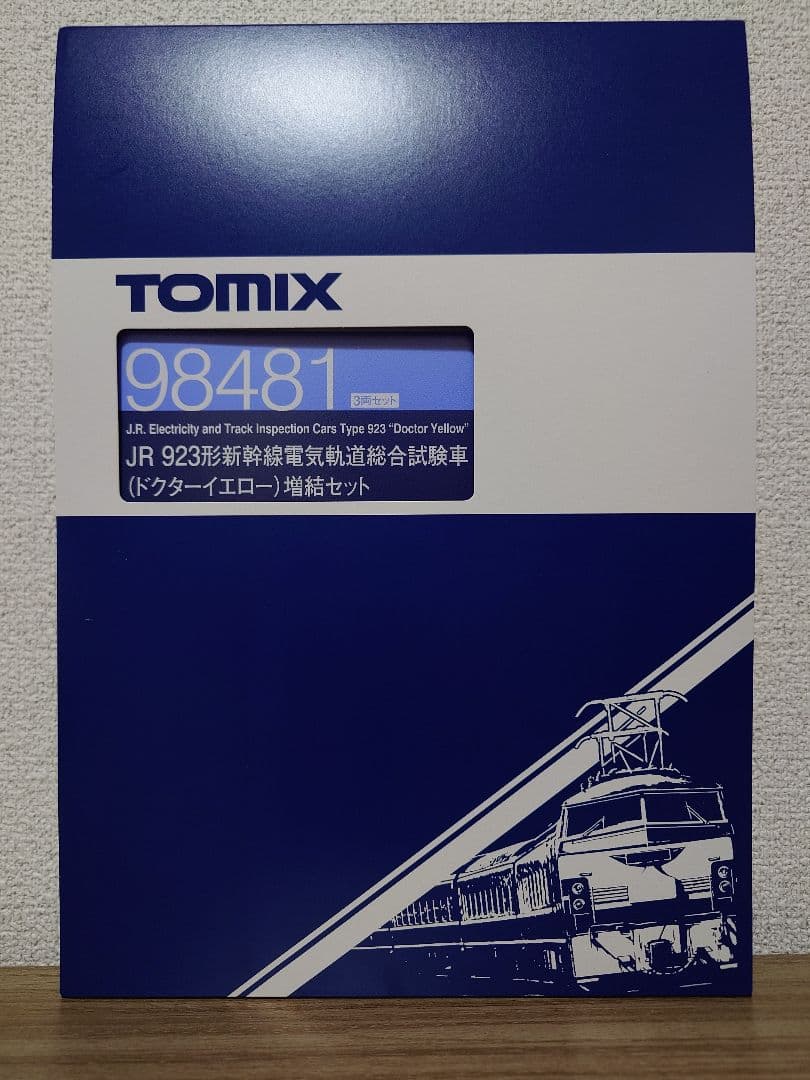 TOMIX
98481 3両セット
J.R. Electricity and Track Inspection Cars Type 923 "Doctor Yellow"
JR 923形新幹線電気軌道総合試験車
(ドクターイエロー)増結セット